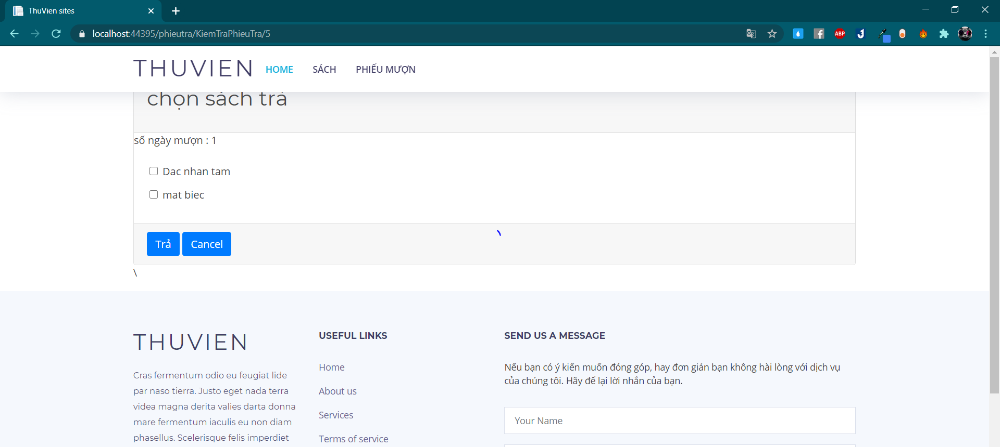 ThuVien sites
localhost:44395/phieutra/KiemTraPhieuTra/5
ABP
THUVIEN HOME SÁCH PHIẾU MƯỢN
chọn sách trả
số ngày mượn : 1
Dac nhan tam
mat biec
Trả Cancel
\
THUVIEN
Cras fermentum odio eu feugiat lide
par naso tierra. Justo eget nada terra
videa magna derita valies darta donna
mare fermentum iaculis eu non diam
phasellus. Scelerisque felis imperdiet
USEFUL LINKS
Home
About us
Services
Terms of service
SEND US A MESSAGE
Nếu bạn có ý kiến muốn đóng góp, hay đơn giản bạn không hài lòng với dịch vụ
của chúng tôi. Hãy để lại lời nhắn của bạn.
Your Name